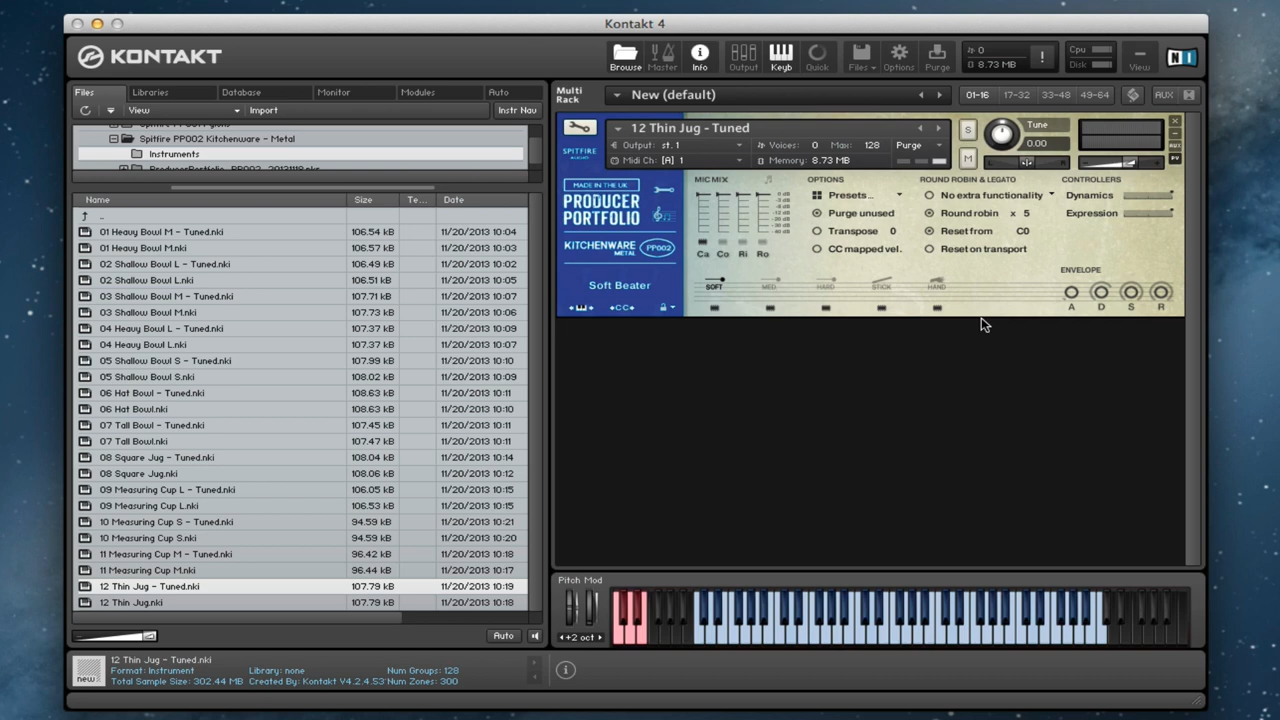 Kontakt 4
KONTAKT
Browse Master Info Output Keyb Quick Files Options Purge
0
8.73 MB
!
Cpu
Disk
View
Files Libraries Database Monitor Modules Auto
View Import Instr Nav
Spitfire PP002 Kitchenware - Metal
Instruments
Name Size Te... Date
..
01 Heavy Bowl M - Tuned.nki 106.54 kB 11/20/2013 10:04
01 Heavy Bowl M.nki 106.57 kB 11/20/2013 10:03
02 Shallow Bowl L - Tuned.nki 106.49 kB 11/20/2013 10:02
02 Shallow Bowl L.nki 106.51 kB 11/20/2013 10:05
03 Shallow Bowl M - Tuned.nki 107.71 kB 11/20/2013 10:07
03 Shallow Bowl M.nki 107.73 kB 11/20/2013 10:06
04 Heavy Bowl L - Tuned.nki 107.37 kB 11/20/2013 10:09
04 Heavy Bowl L.nki 107.37 kB 11/20/2013 10:07
05 Shallow Bowl S - Tuned.nki 107.99 kB 11/20/2013 10:10
05 Shallow Bowl S.nki 108.02 kB 11/20/2013 10:09
06 Hat Bowl - Tuned.nki 108.63 kB 11/20/2013 10:11
06 Hat Bowl.nki 108.63 kB 11/20/2013 10:10
07 Tall Bowl - Tuned.nki 107.45 kB 11/20/2013 10:11
07 Tall Bowl.nki 107.47 kB 11/20/2013 10:11
08 Square Jug - Tuned.nki 108.04 kB 11/20/2013 10:14
08 Square Jug.nki 108.06 kB 11/20/2013 10:12
09 Measuring Cup L - Tuned.nki 106.05 kB 11/20/2013 10:15
09 Measuring Cup L.nki 106.53 kB 11/20/2013 10:15
10 Measuring Cup S - Tuned.nki 94.59 kB 11/20/2013 10:21
10 Measuring Cup S.nki 94.59 kB 11/20/2013 10:20
11 Measuring Cup M - Tuned.nki 96.42 kB 11/20/2013 10:18
11 Measuring Cup M.nki 96.44 kB 11/20/2013 10:17
12 Thin Jug - Tuned.nki 107.79 kB 11/20/2013 10:19
12 Thin Jug.nki 107.79 kB 11/20/2013 10:18
Auto
new
12 Thin Jug - Tuned.nki
Format: Instrument Library: none Num Groups: 128
Total Sample Size: 302.44 MB Created By: Kontakt V4.2.4.53 Num Zones: 300
Multi
Rack
New (default)
01-16 17-32 33-48 49-64 AUX
SPITFIRE
AUDIO
12 Thin Jug - Tuned
Output: st. 1 Voices: 0 Max: 128 Purge
Midi Ch: [A] 1 Memory: 8.73 MB
S
M
Tune
0.00
AUX
PV
MADE IN THE UK
PRODUCER
PORTFOLIO
KITCHENWARE
METAL
PP002
Soft Beater
CC
MIC MIX
Ca Co Ri Ro
OPTIONS
Presets...
Purge unused
Transpose 0
CC mapped vel.
ROUND ROBIN & LEGATO
No extra functionality
Round robin x 5
Reset from C0
Reset on transport
CONTROLLERS
Dynamics
Expression
SOFT MED HARD STICK HAND
ENVELOPE
A D S R
Pitch Mod
+2 oct